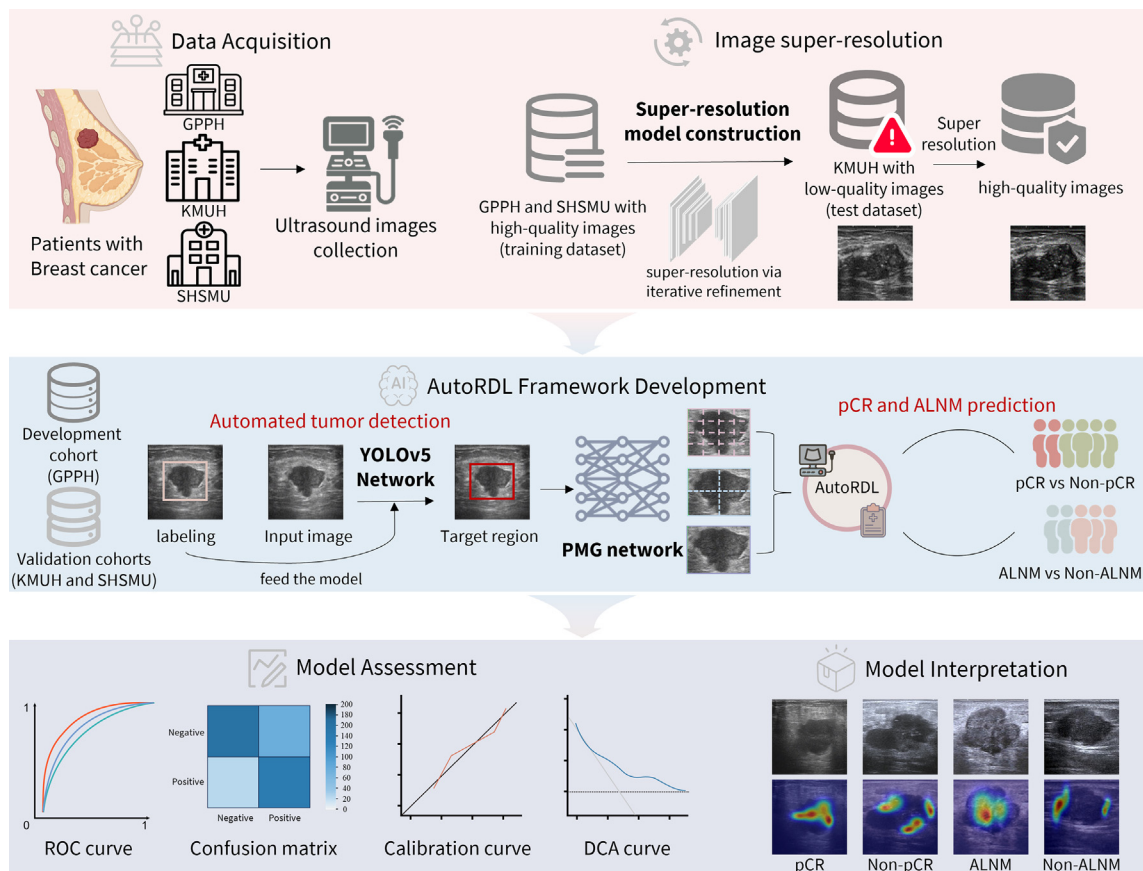 Data Acquisition
GPPH
KMUH
SHSMU
Patients with
Breast cancer
Ultrasound images
collection
Image super-resolution
GPPH and SHSMU with
high-quality images
(training dataset)
Super-resolution
model construction
super-resolution via
iterative refinement
KMUH with
low-quality images
(test dataset)
Super
resolution
high-quality images
AutoRDL Framework Development
AI
Development
cohort
(GPPH)
Validation cohorts
(KMUH and SHSMU)
Automated tumor detection
labeling
Input image
YOLOv5
Network
Target region
feed the model
PMG network
AutoRDL
pCR and ALNM prediction
pCR vs Non-pCR
ALNM vs Non-ALNM
Model Assessment
1
0
1
ROC curve
Negative
Positive
Negative
Positive
200
180
160
140
120
100
80
60
40
20
0
Confusion matrix
Calibration curve
DCA curve
Model Interpretation
pCR
Non-pCR
ALNM
Non-ALNM